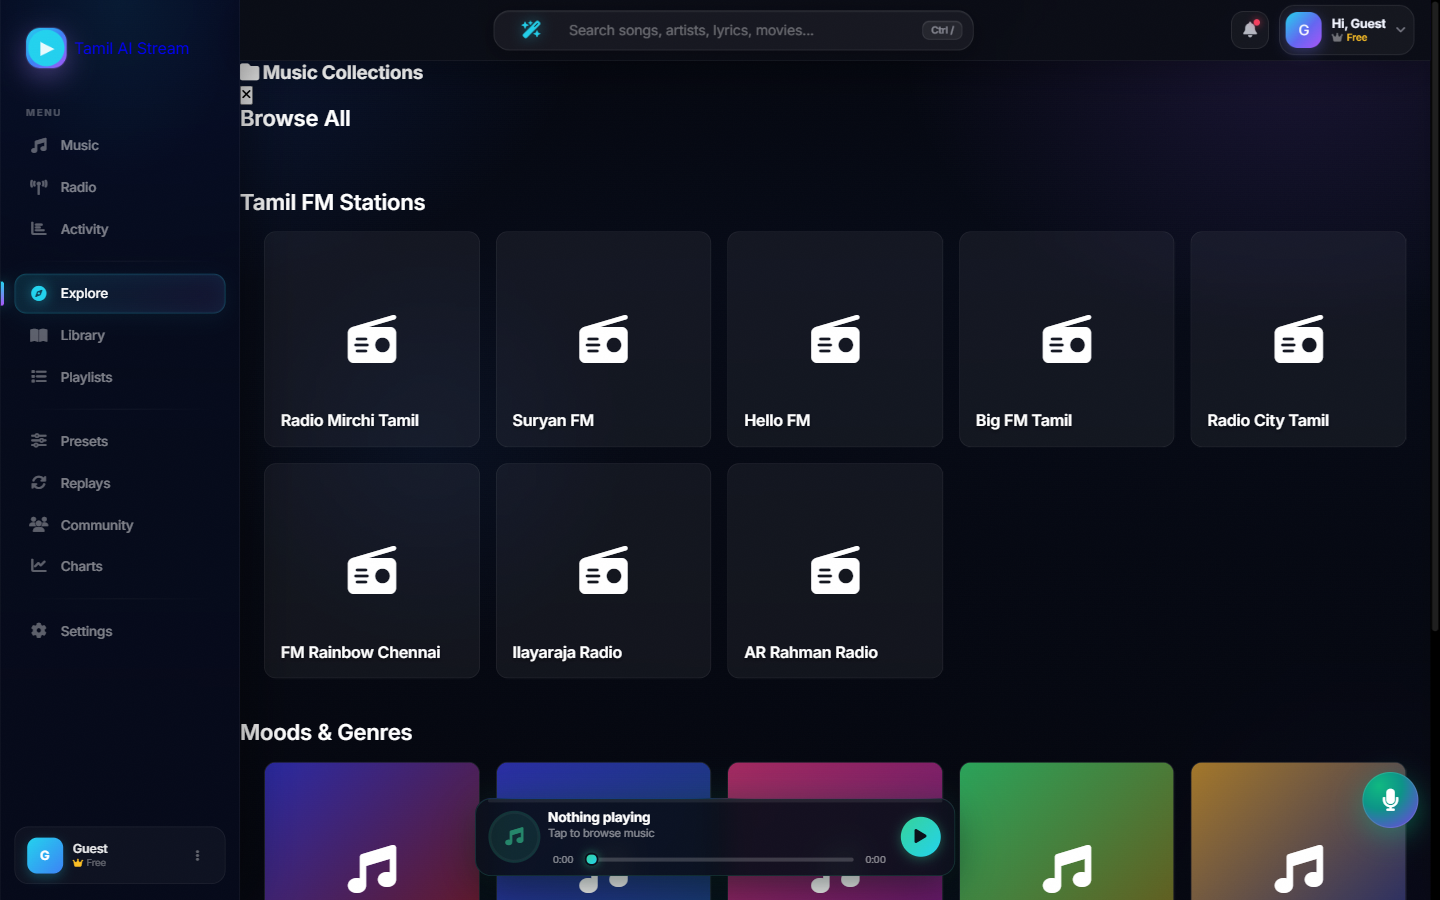 Tamil AI Stream
Search songs, artists, lyrics, movies...
Ctrl /
G
Hi, Guest
Free
MENU
Music
Radio
Activity
Explore
Library
Playlists
Presets
Replays
Community
Charts
Settings
G
Guest
Free
Music Collections
Browse All
Tamil FM Stations
Radio Mirchi Tamil
Suryan FM
Hello FM
Big FM Tamil
Radio City Tamil
FM Rainbow Chennai
Ilayaraja Radio
AR Rahman Radio
Moods & Genres
Nothing playing
Tap to browse music
0:00
0:00